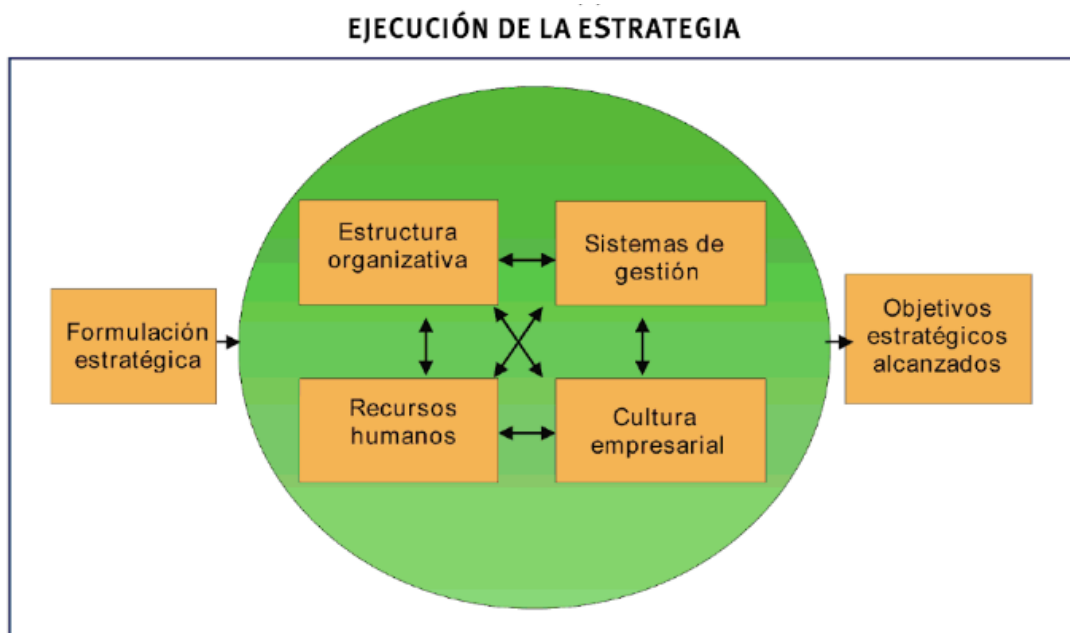 EJECUCIÓN DE LA ESTRATEGIA
Estructura
organizativa
Sistemas de
gestión
Formulación
estratégica
Objetivos
estratégicos
alcanzados
Recursos
humanos
Cultura
empresarial